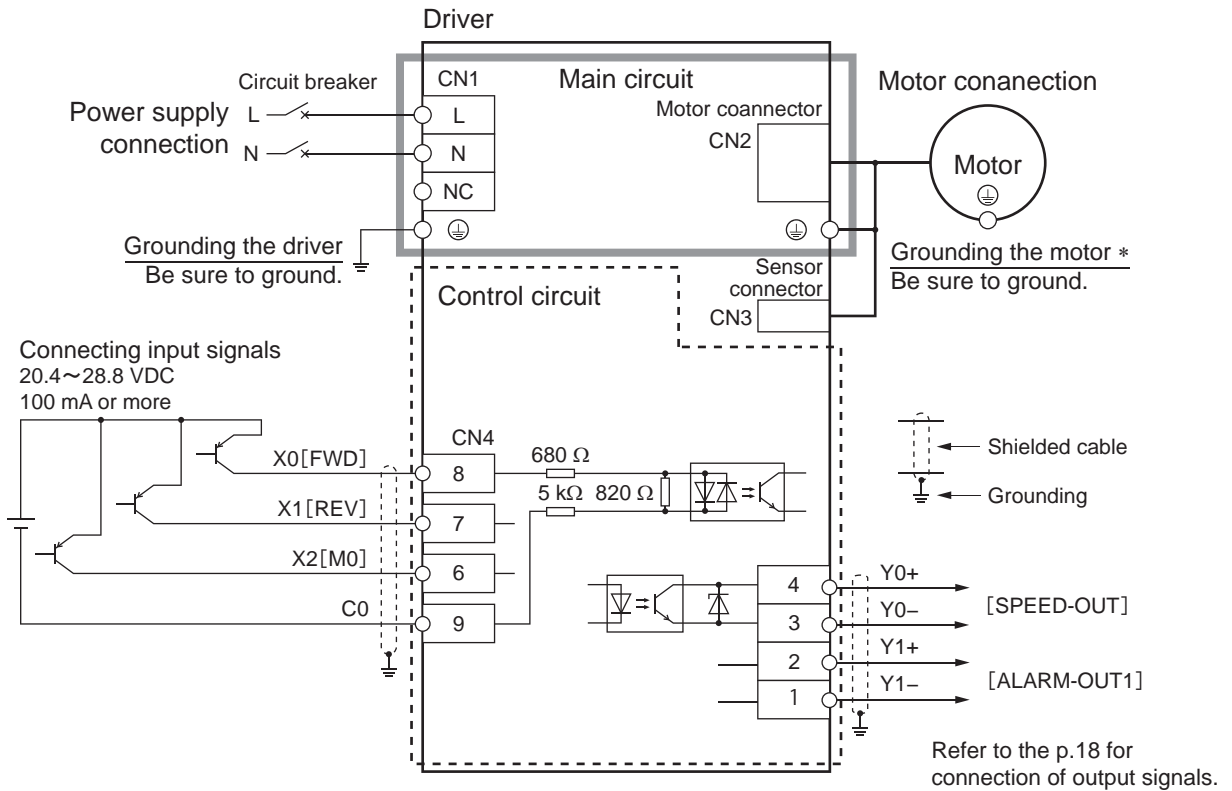 Driver
Circuit breaker
CN1
Main circuit
Motor conanection
Power supply
connection
L
L
Motor coannector
CN2
N
N
Motor
NC
Grounding the driver
Be sure to ground.
Grounding the motor *
Be sure to ground.
Sensor
connector
CN3
Control circuit
Connecting input signals
20.4～28.8 VDC
100 mA or more
CN4
X0[FWD]
8
680 Ω
5 kΩ
820 Ω
Shielded cable
Grounding
X1[REV]
7
X2[M0]
6
C0
9
4
Y0+
3
Y0−
[SPEED-OUT]
2
Y1+
1
Y1−
[ALARM-OUT1]
Refer to the p.18 for
connection of output signals.